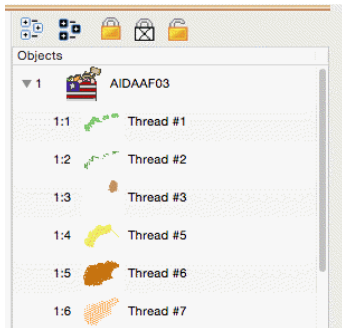 Objects
1 AIDAAF03
1:1 Thread #1
1:2 Thread #2
1:3 Thread #3
1:4 Thread #5
1:5 Thread #6
1:6 Thread #7